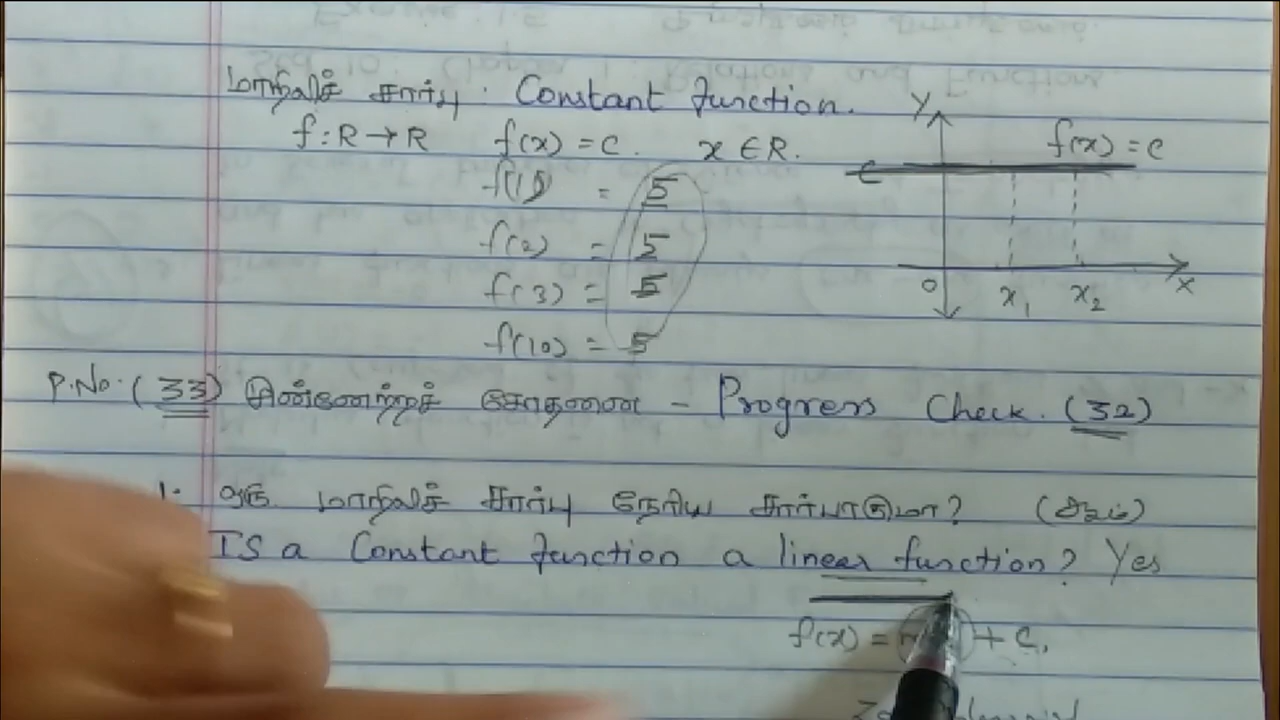 மாறிலிச் சார்பு : Constant function.
f : R → R f(x) = C. x ∈ R.
f(1) = 5
f(2) = 5
f(3) = 5
f(10) = 5
Y
f(x) = C
C
O x₁ x₂ X
P.No. (33) முன்னேற்றச் சோதனை - Progress Check. (32)
1. ஒரு மாறிலிச் சார்பு நேரிய சார்பாகுமா? (ஆம்)
IS a Constant function a linear function? Yes
f(x) = + C,